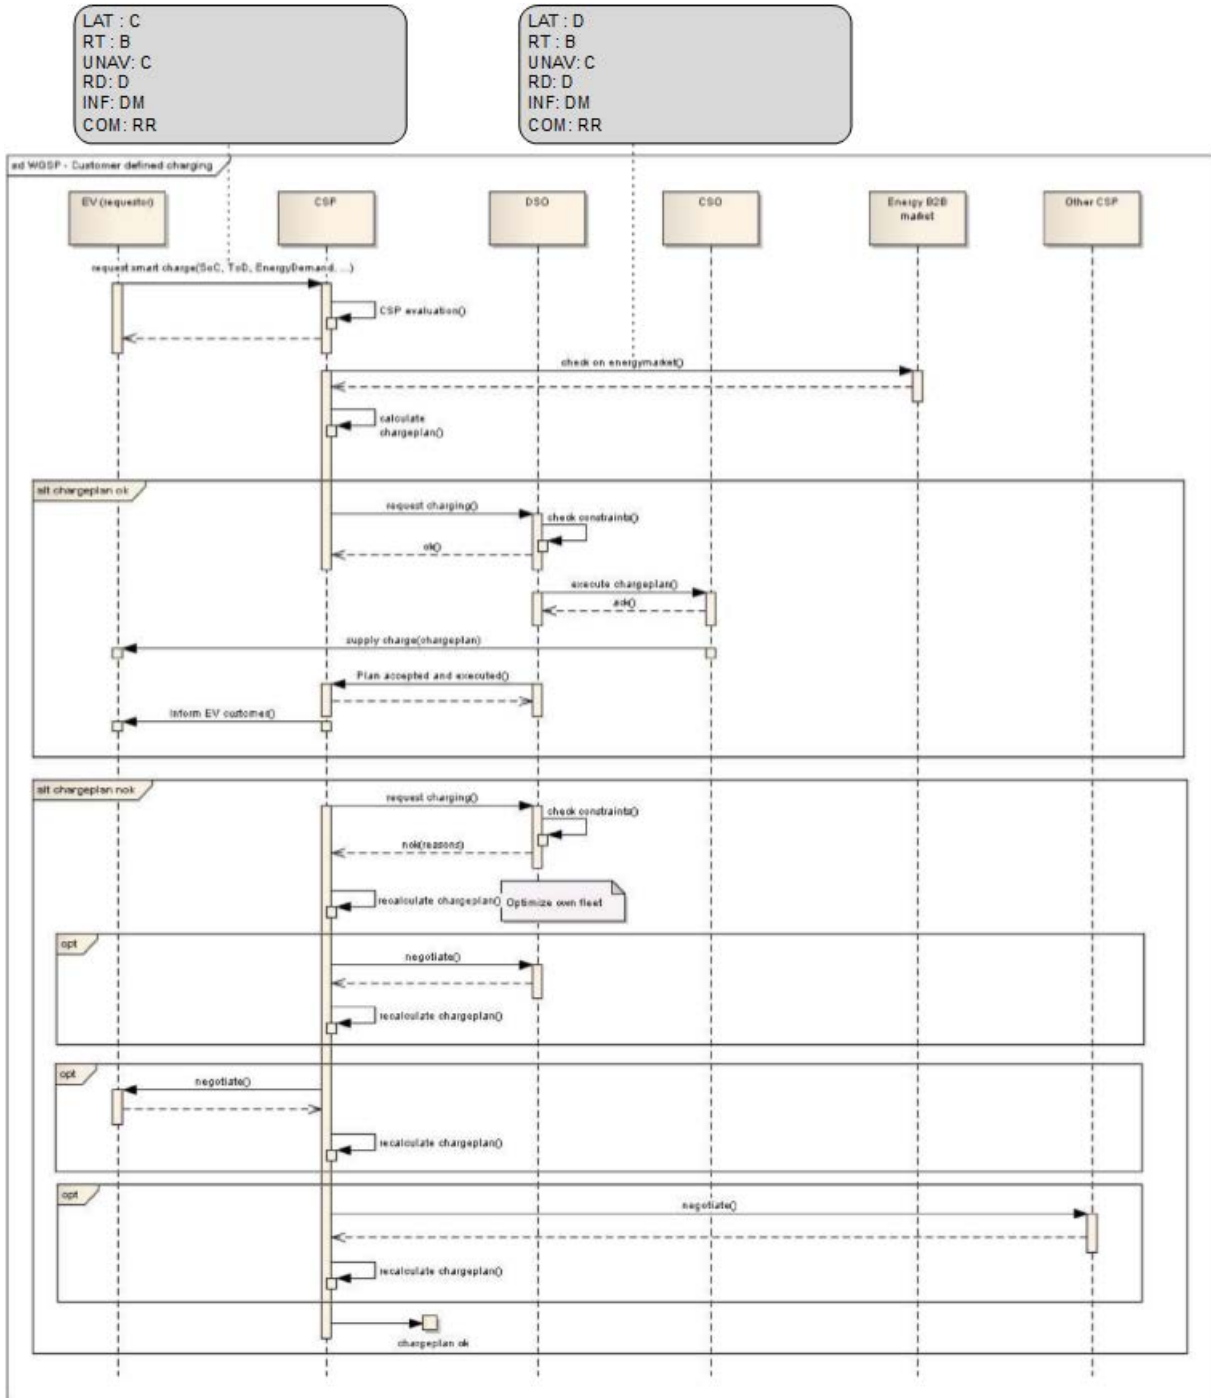 LAT : C
RT : B
UNAV: C
RD: D
INF: DM
COM: RR
LAT : D
RT : B
UNAV: C
RD: D
INF: DM
COM: RR
sd WGSP - Customer defined charging
EV (requestor)
CSP
DSO
CSO
Energy B2B
market
Other CSP
request smart charge(SoC, ToD, EnergyDemand, ...)
CSP evaluation()
check on energymarket()
calculate
chargeplan()
alt chargeplan ok
request charging()
check constraints()
ok()
execute chargeplan()
ack()
supply charge(chargeplan)
Plan accepted and executed()
Inform EV customer()
alt chargeplan nok
request charging()
check constraints()
nok(reasons)
recalculate chargeplan()
Optimize own fleet
opt
negotiate()
recalculate chargeplan()
opt
negotiate()
recalculate chargeplan()
opt
negotiate()
recalculate chargeplan()
chargeplan ok